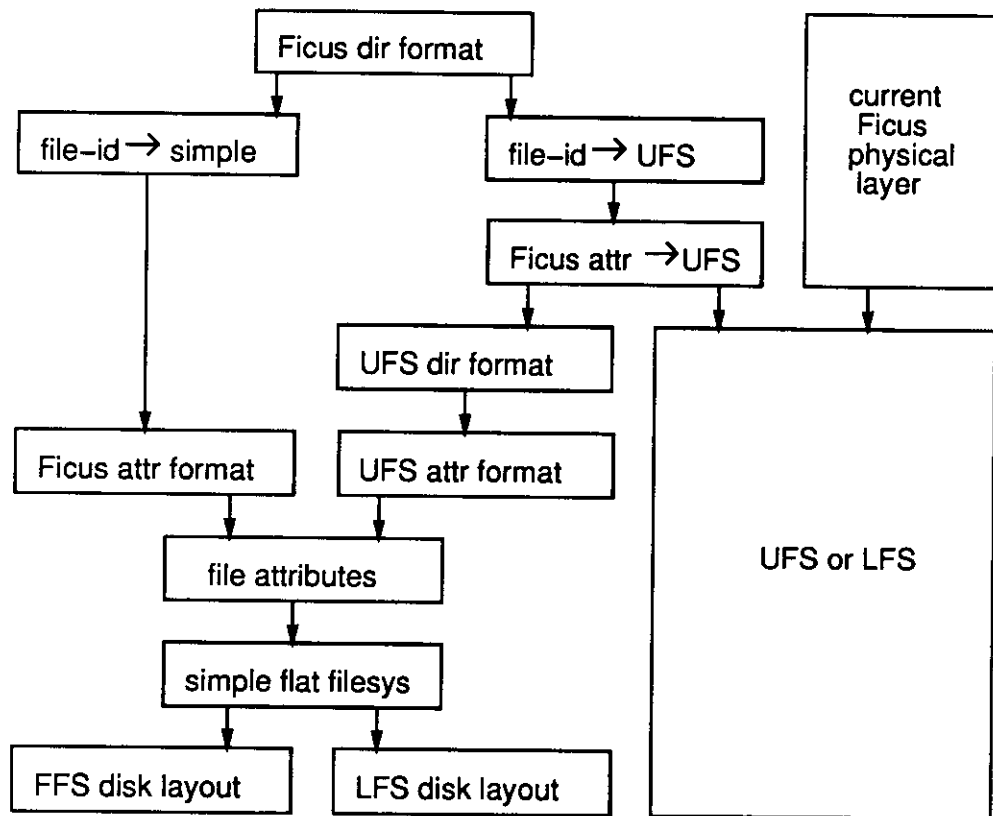 Ficus dir format
file-id → simple
file-id → UFS
current
Ficus
physical
layer
Ficus attr → UFS
UFS dir format
Ficus attr format
UFS attr format
UFS or LFS
file attributes
simple flat filesys
FFS disk layout
LFS disk layout